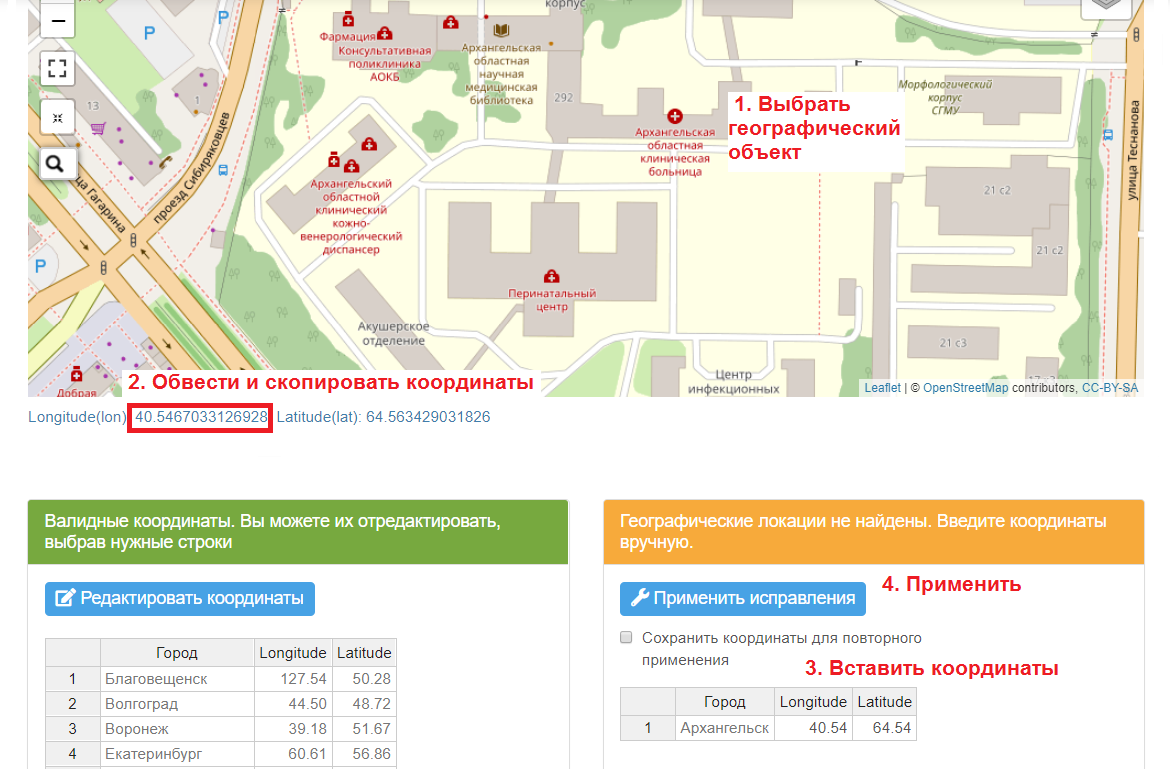 корпус
P
P
Фармация
Консультативная
поликлиника
АОКБ
Архангельская
областная
научная
медицинская
библиотека
292
Архангельская
областная
клиническая
больница
1. Выбрать
географический
объект
Морфологический
корпус
СГМУ
13
1
проезд Сибиряковцев
ца Гагарина
улица Теснанова
21 с2
21 с2
21 с3
Архангельский
областной
клинический
кожно-
венерологический
диспансер
P
Перинатальный
центр
Акушерское
отделение
Добрая
Центр
инфекционных
2. Обвести и скопировать координаты
Leaflet | © OpenStreetMap contributors, CC-BY-SA
Longitude(lon) 40.5467033126928 Latitude(lat): 64.563429031826
Валидные координаты. Вы можете их отредактировать,
выбрав нужные строки
Редактировать координаты
Город Longitude Latitude
1 Благовещенск 127.54 50.28
2 Волгоград 44.50 48.72
3 Воронеж 39.18 51.67
4 Екатеринбург 60.61 56.86
Географические локации не найдены. Введите координаты
вручную.
Применить исправления
4. Применить
Сохранить координаты для повторного
применения
3. Вставить координаты
Город Longitude Latitude
1 Архангельск 40.54 64.54